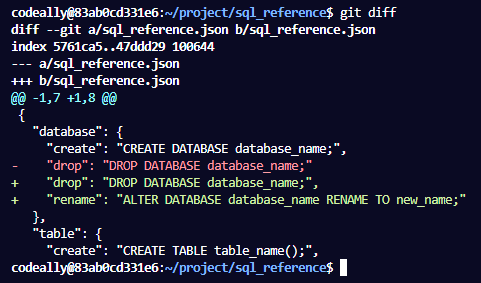 codeally@83ab0cd331e6:~/project/sql_reference$ git diff
diff --git a/sql_reference.json b/sql_reference.json
index 5761ca5..47ddd29 100644
--- a/sql_reference.json
+++ b/sql_reference.json
@@ -1,7 +1,8 @@
 {
   "database": {
     "create": "CREATE DATABASE database_name;",
-    "drop": "DROP DATABASE database_name;"
+    "drop": "DROP DATABASE database_name;",
+    "rename": "ALTER DATABASE database_name RENAME TO new_name;"
   },
   "table": {
     "create": "CREATE TABLE table_name();",
codeally@83ab0cd331e6:~/project/sql_reference$